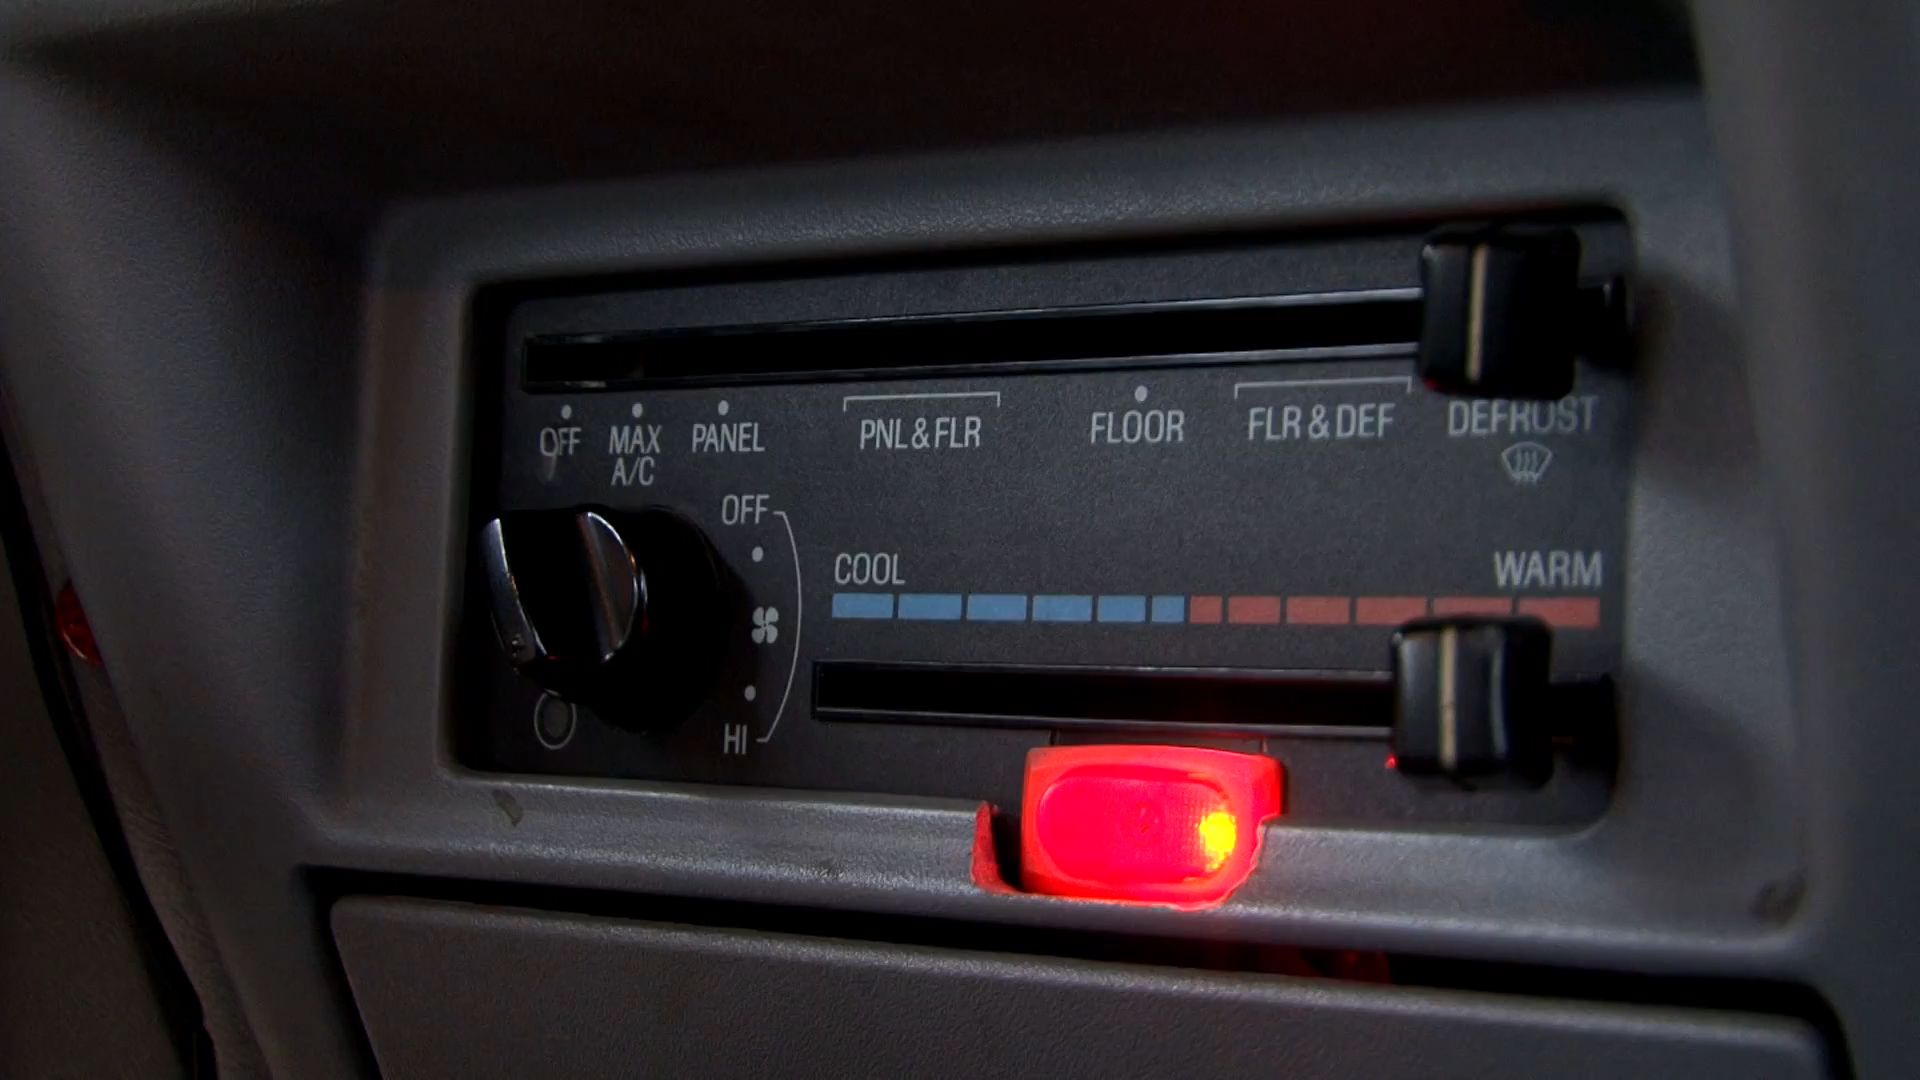 OFF MAX A/C PANEL PNL & FLR FLOOR FLR & DEF DEFROST
OFF
COOL WARM
HI